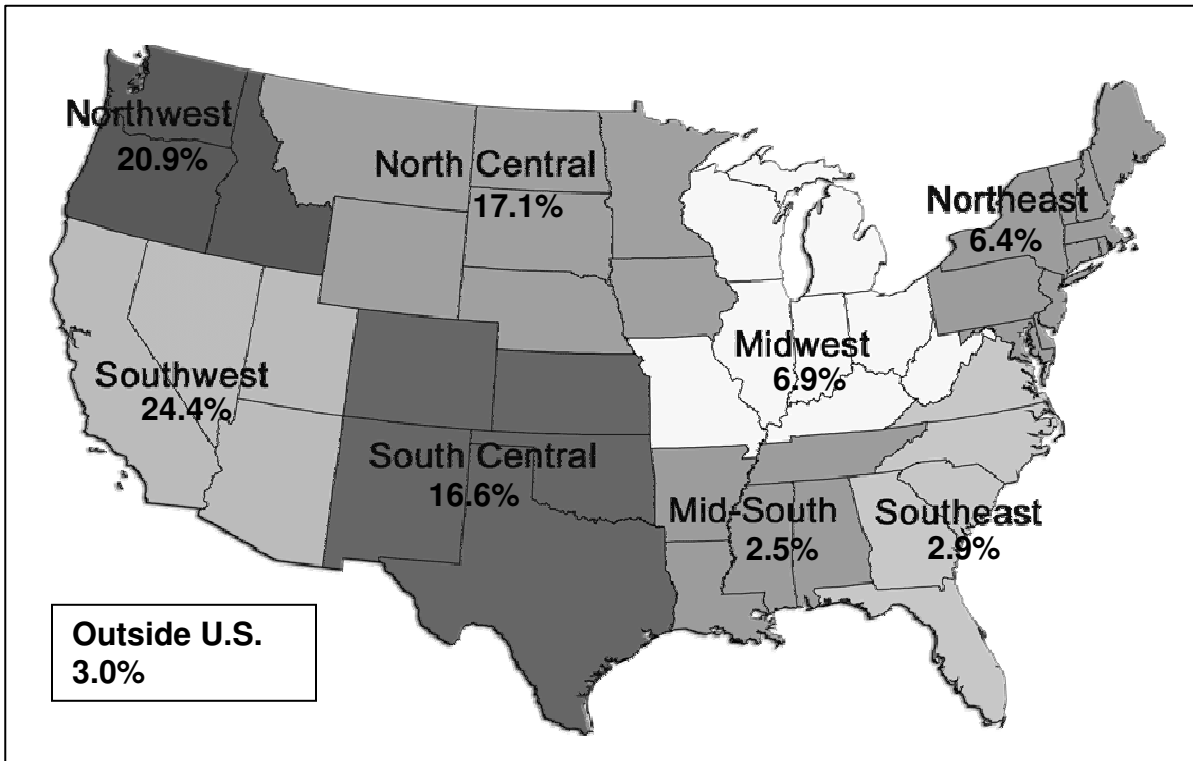 Northwest
20.9%
North Central
17.1%
Northeast
6.4%
Midwest
6.9%
Southwest
24.4%
South Central
16.6%
Mid-South
2.5%
Southeast
2.9%
Outside U.S.
3.0%